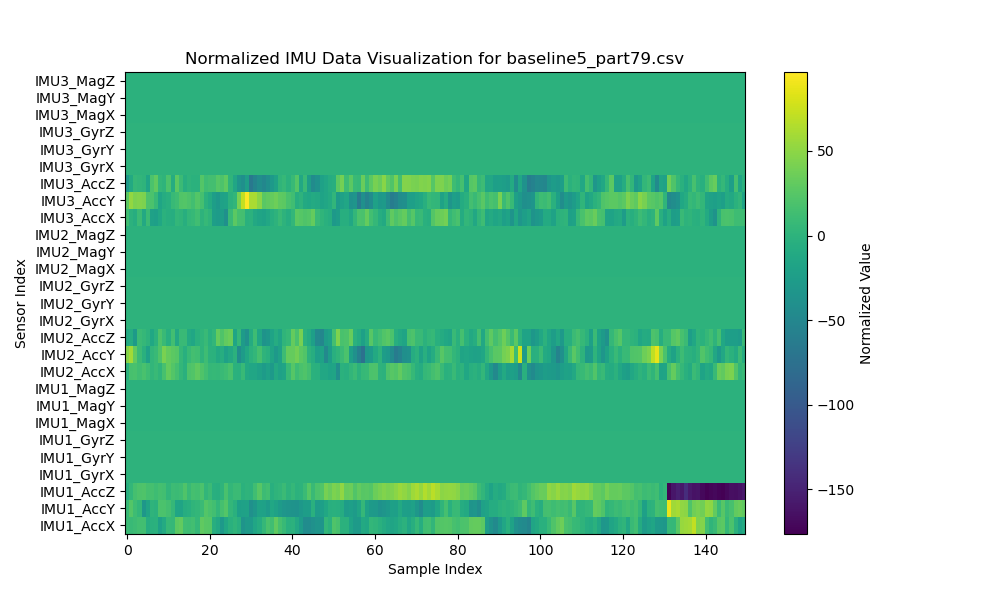 Normalized IMU Data Visualization for baseline5_part79.csv
IMU3_MagZ
IMU3_MagY
IMU3_MagX
IMU3_GyrZ
IMU3_GyrY
IMU3_GyrX
IMU3_AccZ
IMU3_AccY
IMU3_AccX
IMU2_MagZ
IMU2_MagY
IMU2_MagX
IMU2_GyrZ
IMU2_GyrY
IMU2_GyrX
IMU2_AccZ
IMU2_AccY
IMU2_AccX
IMU1_MagZ
IMU1_MagY
IMU1_MagX
IMU1_GyrZ
IMU1_GyrY
IMU1_GyrX
IMU1_AccZ
IMU1_AccY
IMU1_AccX
Sensor Index
0 20 40 60 80 100 120 140
Sample Index
50
0
−50
−100
−150
Normalized Value